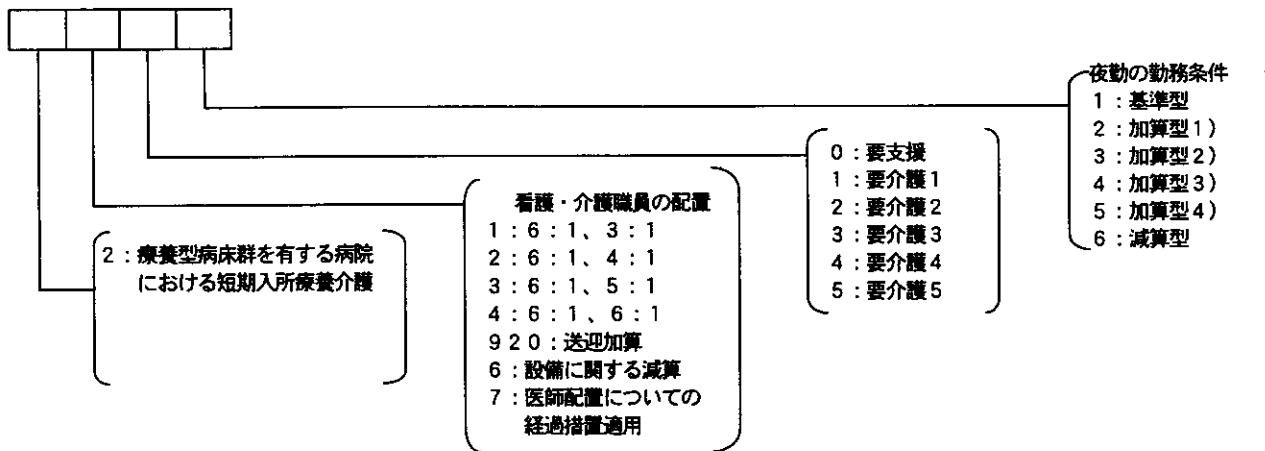 夜勤の勤務条件
1：基準型
2：加算型1）
3：加算型2）
4：加算型3）
5：加算型4）
6：減算型
0：要支援
1：要介護1
2：要介護2
3：要介護3
4：要介護4
5：要介護5
看護・介護職員の配置
1：6：1、3：1
2：6：1、4：1
3：6：1、5：1
4：6：1、6：1
920：送迎加算
6：設備に関する減算
7：医師配置についての
経過措置適用
2：療養型病床群を有する病院
における短期入所療養介護